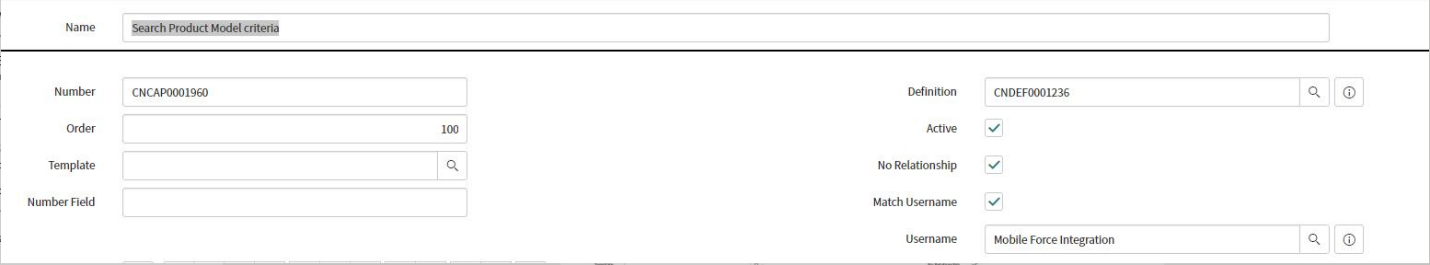 Name Search Product Model criteria
Number CNCAP0001960 Definition CNDEF0001236
Order 100 Active
Template No Relationship
Number Field Match Username
Username Mobile Force Integration